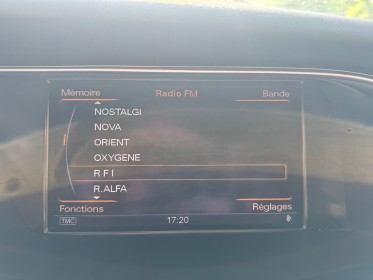 Mémoire Radio FM Bande
NOSTALGI
NOVA
ORIENT
OXYGENE
R F I
R.ALFA
Fonctions Réglages
TMC 17:20